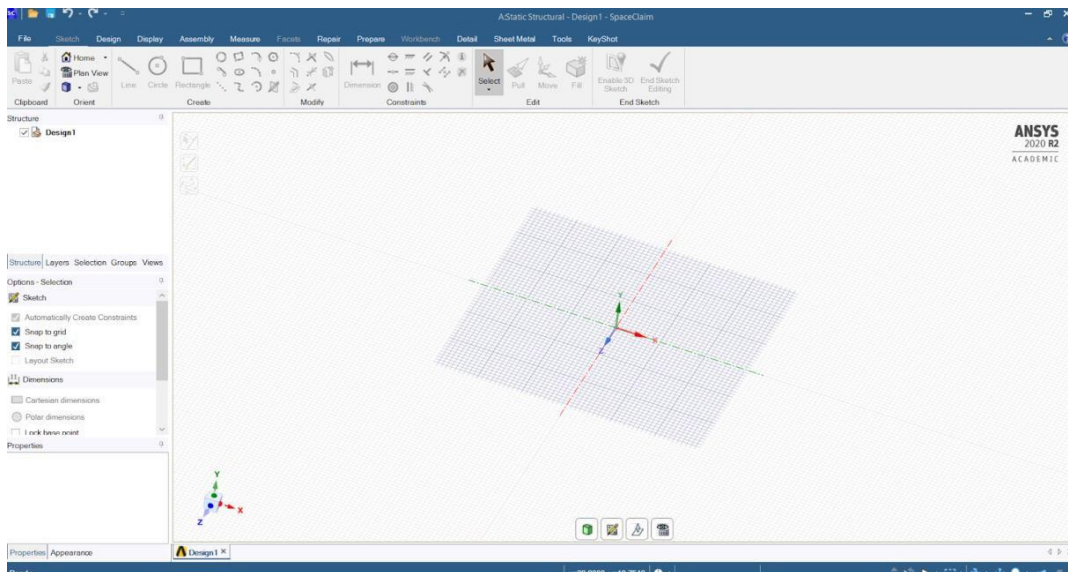 A:Static Structural - Design1 - SpaceClaim
File Sketch Design Display Assembly Measure Facets Repair Prepare Workbench Detail Sheet Metal Tools KeyShot
Home
Plan View
Paste
Line Circle Rectangle
Dimension
Select Pull Move Fill
Enable 3D Sketch
End Sketch Editing
Clipboard Orient Create Modify Constraints Edit End Sketch
Structure
Design1
ANSYS
2020 R2
ACADEMIC
Structure Layers Selection Groups Views
Options - Selection
Sketch
Automatically Create Constraints
Snap to grid
Snap to angle
Layout Sketch
Dimensions
Cartesian dimensions
Polar dimensions
Lock base point
Properties
Y
X
Z
Y
X
Z
Properties Appearance
Design1